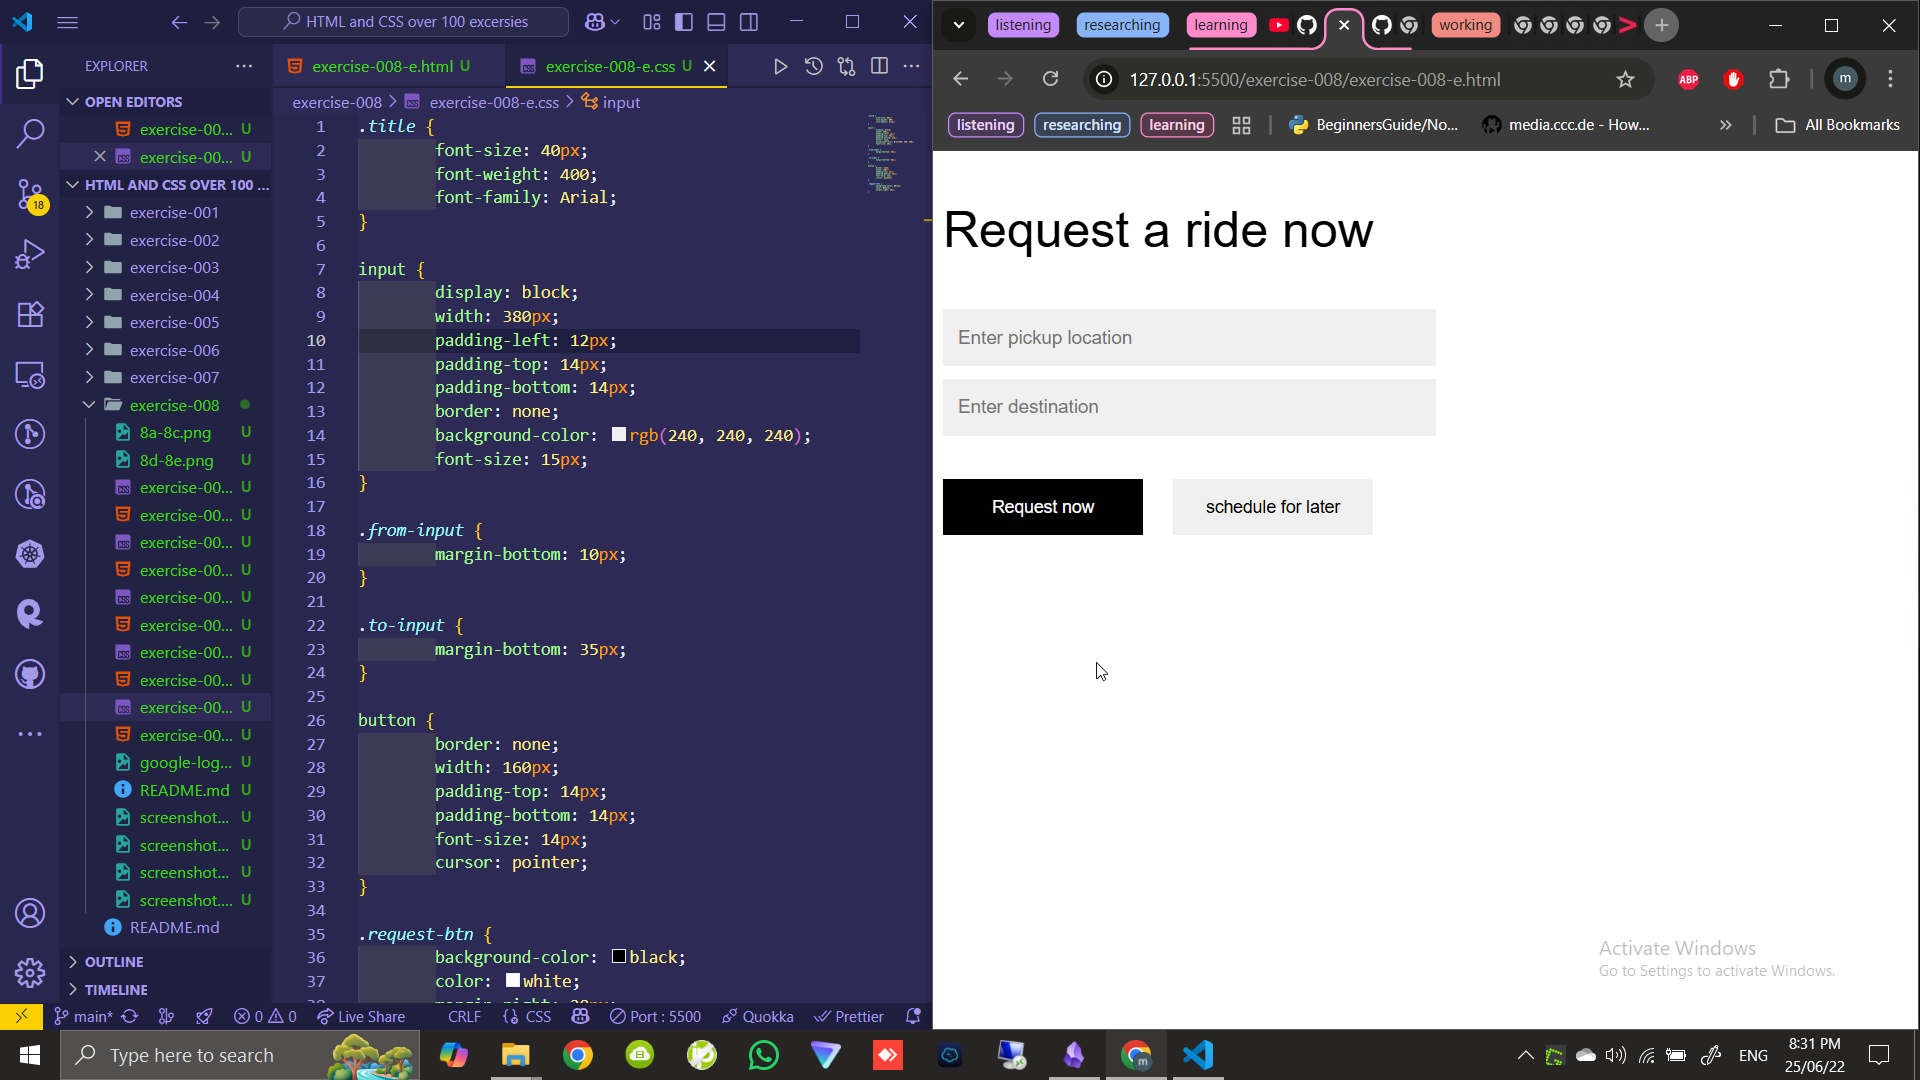 HTML and CSS over 100 excersies
EXPLORER
OPEN EDITORS
exercise-00... U
exercise-00... U
HTML AND CSS OVER 100 ...
exercise-001
exercise-002
exercise-003
exercise-004
exercise-005
exercise-006
exercise-007
exercise-008
8a-8c.png U
8d-8e.png U
exercise-00... U
exercise-00... U
exercise-00... U
exercise-00... U
exercise-00... U
exercise-00... U
exercise-00... U
exercise-00... U
exercise-00... U
exercise-00... U
google-log... U
README.md U
screenshot... U
screenshot... U
screenshot... U
screenshot.... U
README.md
OUTLINE
TIMELINE
18
exercise-008-e.html U
exercise-008-e.css U
exercise-008 > exercise-008-e.css > input
1 .title {
2 font-size: 40px;
3 font-weight: 400;
4 font-family: Arial;
5 }
6
7 input {
8 display: block;
9 width: 380px;
10 padding-left: 12px;
11 padding-top: 14px;
12 padding-bottom: 14px;
13 border: none;
14 background-color: rgb(240, 240, 240);
15 font-size: 15px;
16 }
17
18 .from-input {
19 margin-bottom: 10px;
20 }
21
22 .to-input {
23 margin-bottom: 35px;
24 }
25
26 button {
27 border: none;
28 width: 160px;
29 padding-top: 14px;
30 padding-bottom: 14px;
31 font-size: 14px;
32 cursor: pointer;
33 }
34
35 .request-btn {
36 background-color: black;
37 color: white;
main* 0 0 Live Share CRLF {} CSS Port : 5500 Quokka Prettier
listening researching learning working
127.0.0.1:5500/exercise-008/exercise-008-e.html
ABP
m
listening researching learning BeginnersGuide/No... media.ccc.de - How... » All Bookmarks
Request a ride now
Enter pickup location
Enter destination
Request now
schedule for later
Activate Windows
Go to Settings to activate Windows.
Type here to search
ENG
8:31 PM
25/06/22